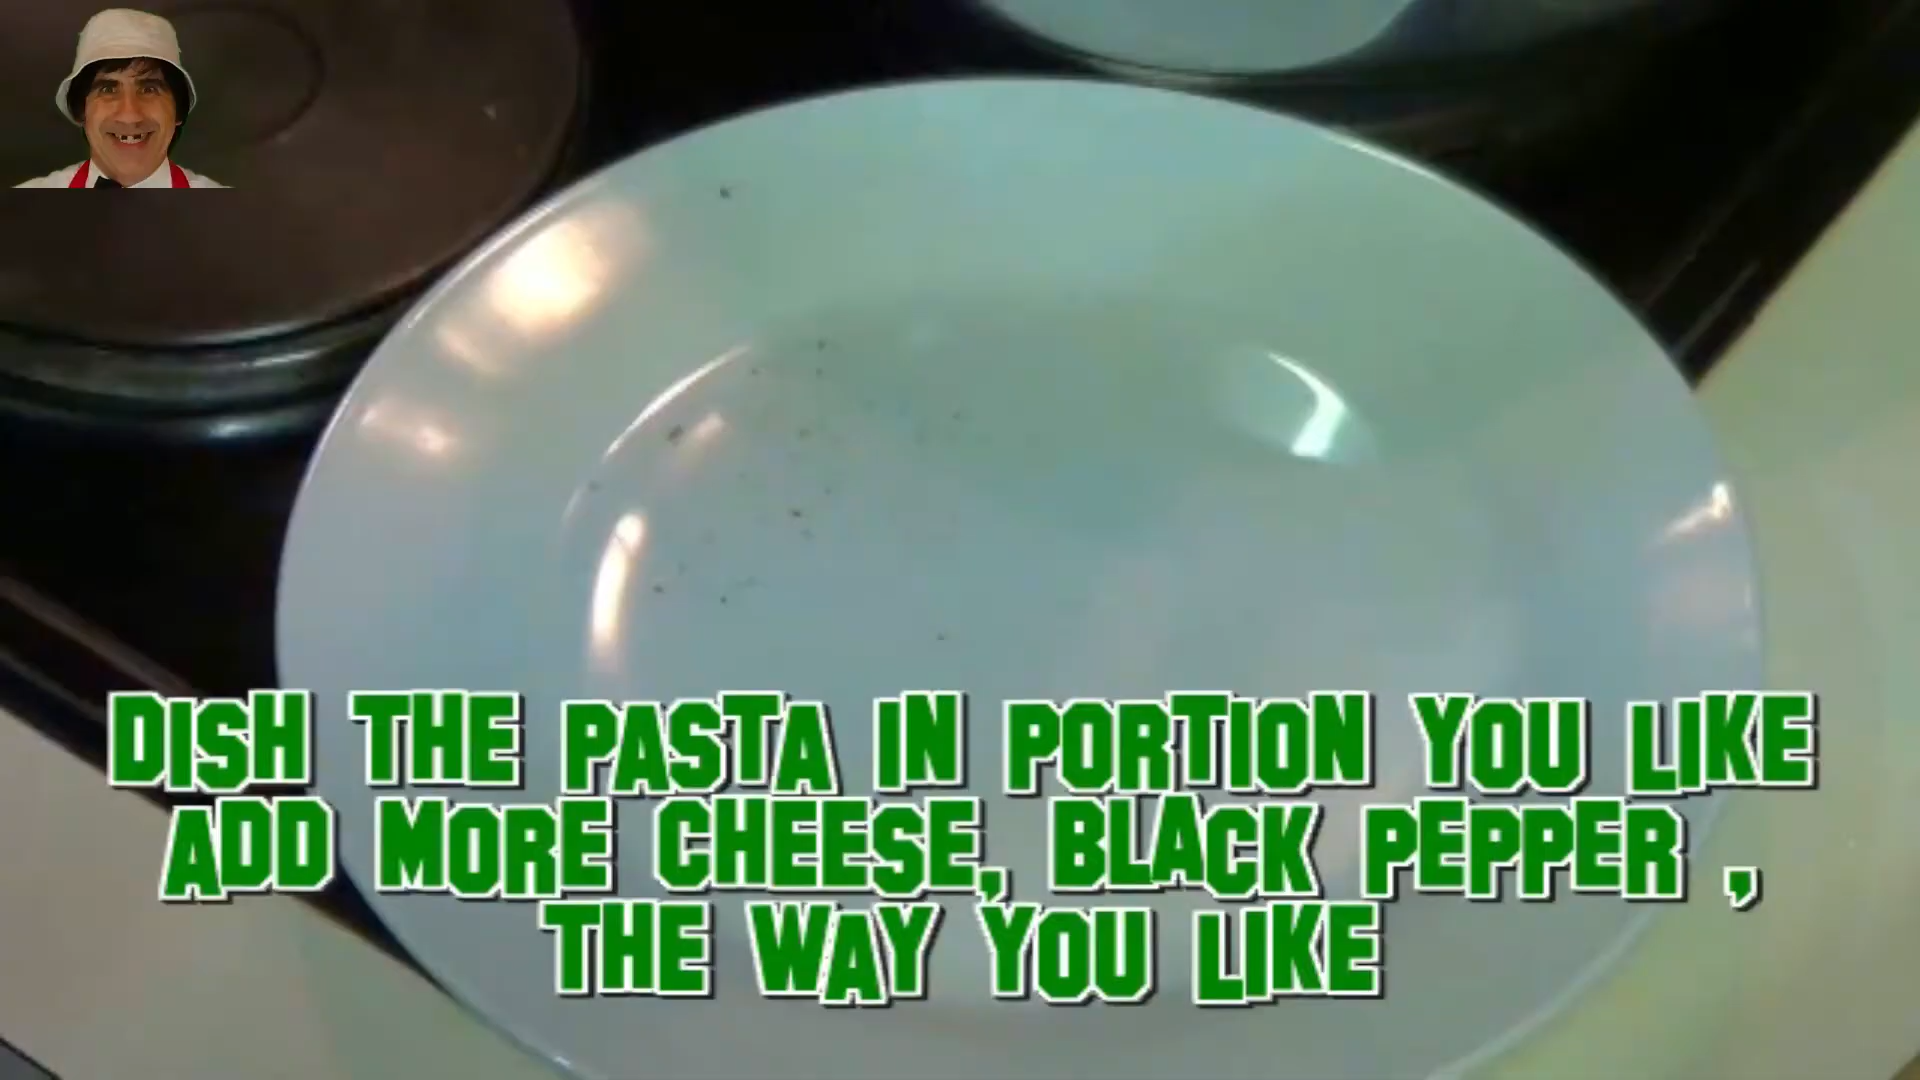 DISH THE PASTA IN PORTION YOU LIKE
ADD MORE CHEESE, BLACK PEPPER ,
THE WAY YOU LIKE